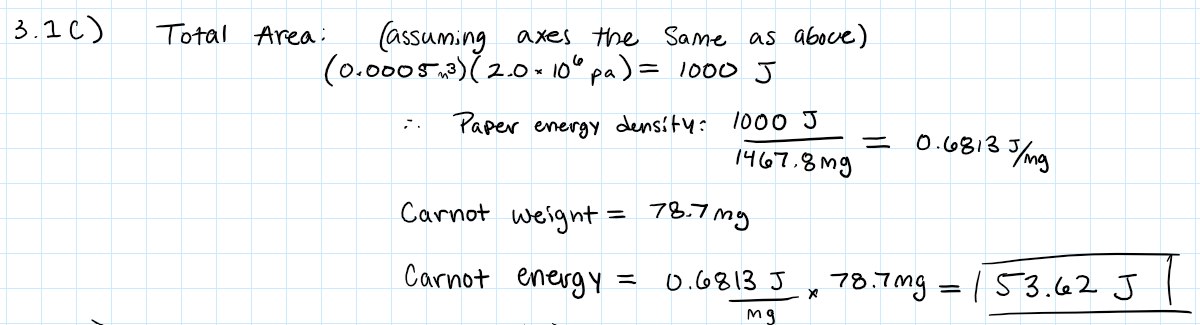 3.1C) Total Area: (assuming axes the Same as above)
(0.0005 m³)(2.0 × 10⁶ pa) = 1000 J
∴ Paper energy density: 1000 J / 1467.8 mg = 0.6813 J/mg
Carnot weight = 78.7 mg
Carnot energy = 0.6813 J/mg × 78.7 mg = 53.62 J